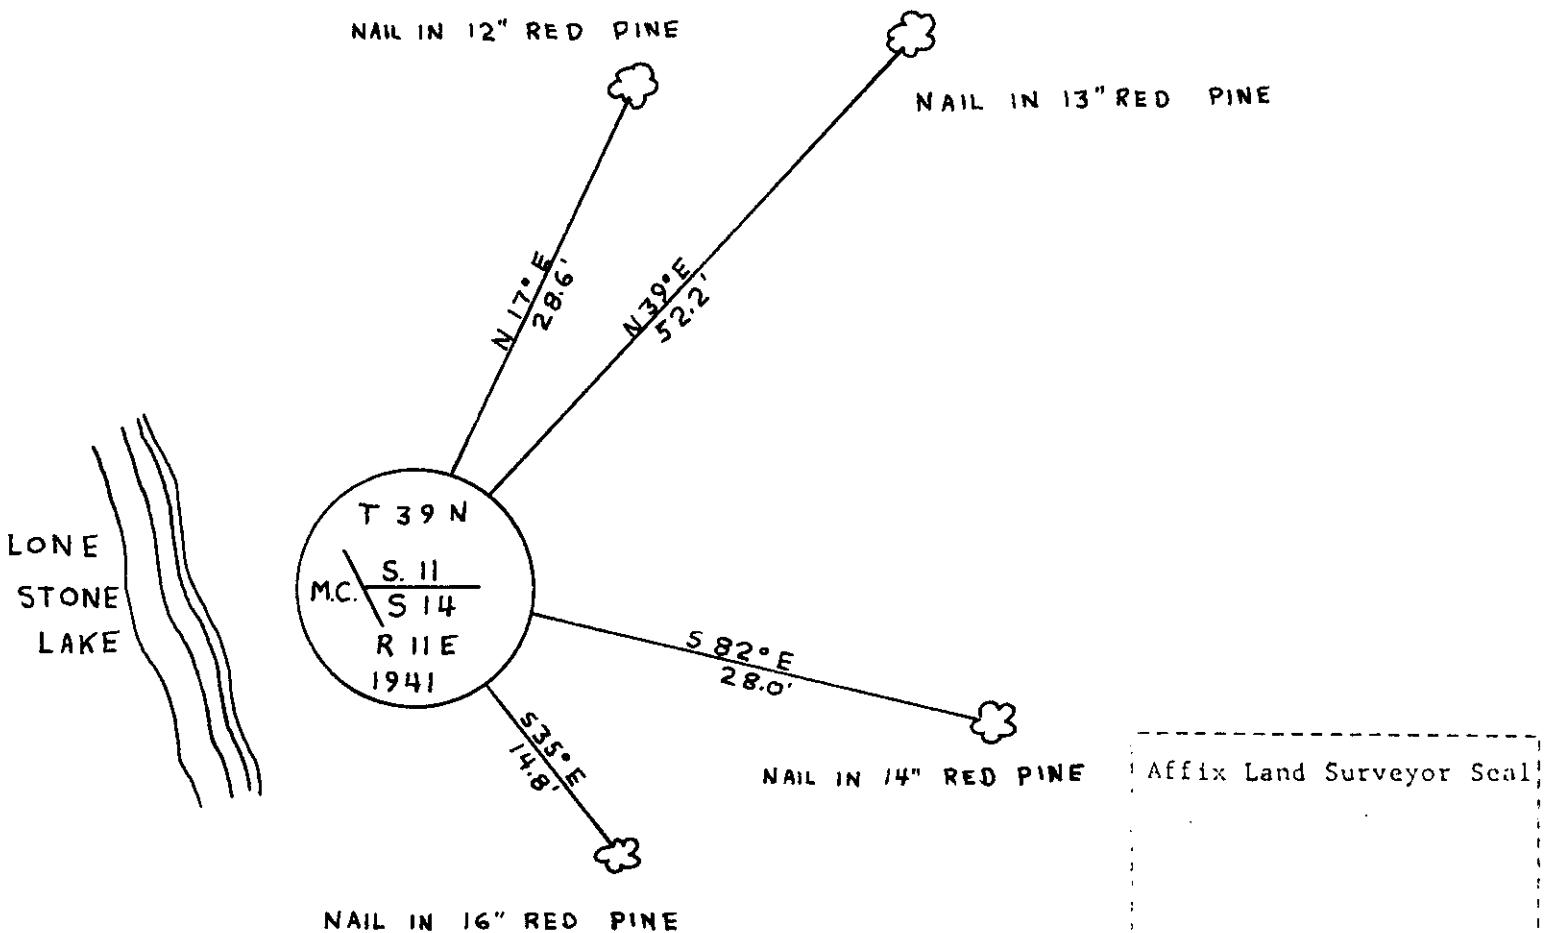 NAIL IN 12" RED PINE
NAIL IN 13" RED PINE
N 17° E
28.6'
N 39° E
52.2'
LONE
STONE
LAKE
T 39 N
M.C.
S. 11
S 14
R 11 E
1941
S 82° E
28.0'
S 35° E
14.8'
NAIL IN 14" RED PINE
Affix Land Surveyor Seal
NAIL IN 16" RED PINE